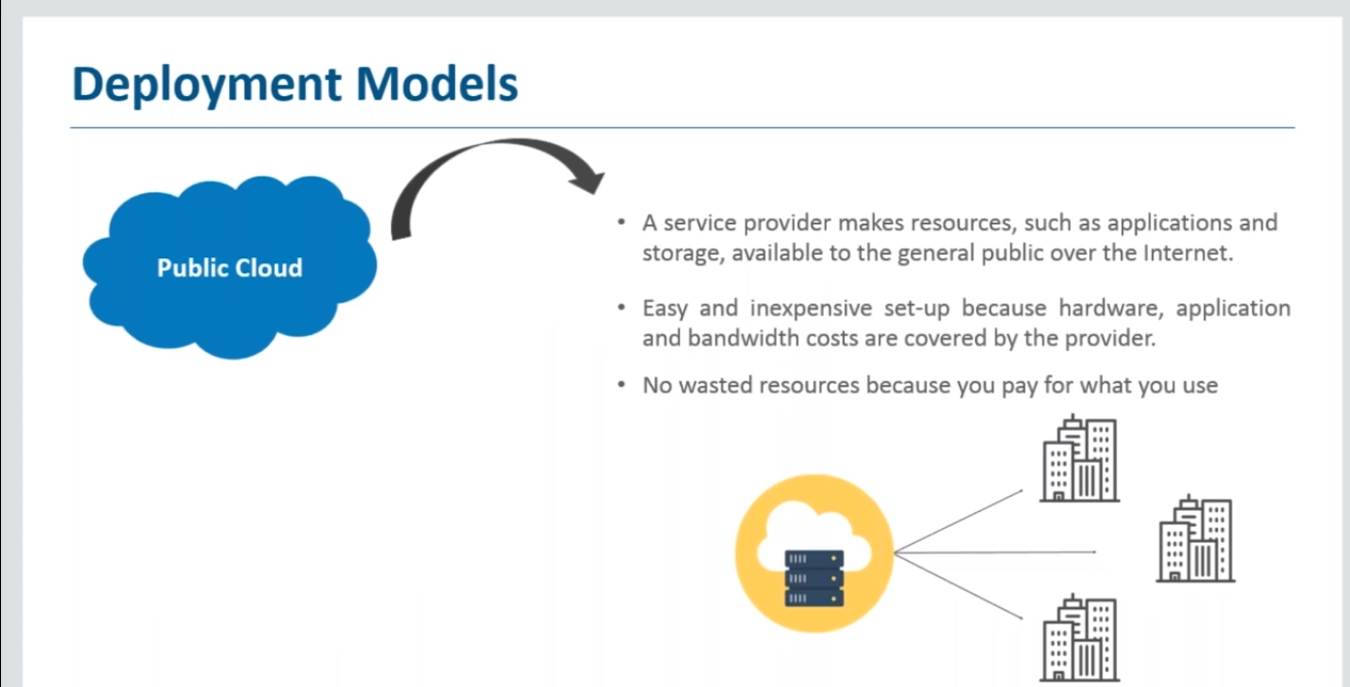 Deployment Models
Public Cloud
• A service provider makes resources, such as applications and
storage, available to the general public over the Internet.
• Easy and inexpensive set-up because hardware, application
and bandwidth costs are covered by the provider.
• No wasted resources because you pay for what you use